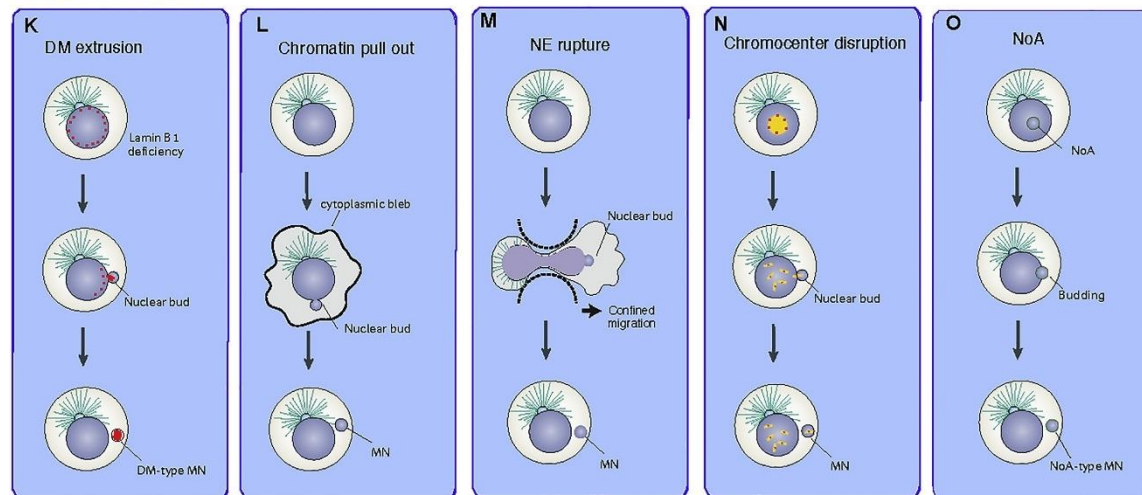 K
DM extrusion
Lamin B 1
deficiency
Nuclear bud
DM-type MN
L
Chromatin pull out
cytoplasmic bleb
Nuclear bud
MN
M
NE rupture
Nuclear bud
Confined
migration
MN
N
Chromocenter disruption
Nuclear bud
MN
O
NoA
NoA
Budding
NoA-type MN